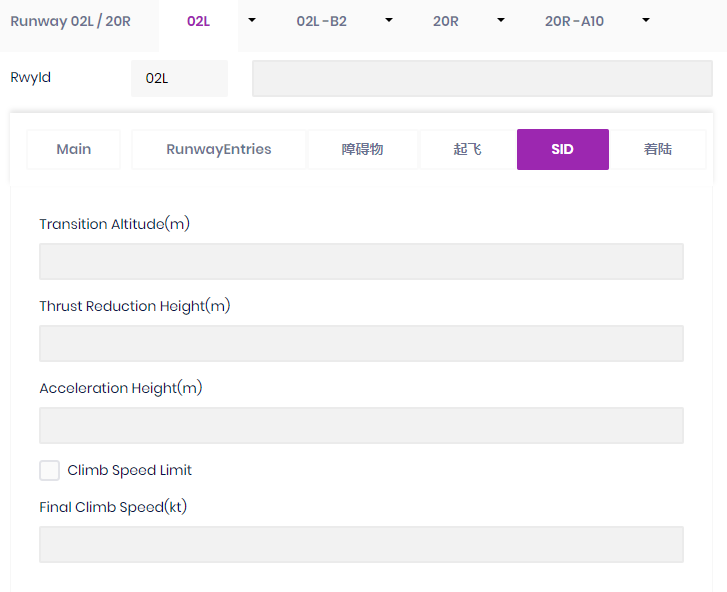 Runway 02L / 20R 02L 02L -B2 20R 20R -A10
RwyId 02L
Main RunwayEntries 障碍物 起飞 SID 着陆
Transition Altitude(m)
Thrust Reduction Height(m)
Acceleration Height(m)
Climb Speed Limit
Final Climb Speed(kt)